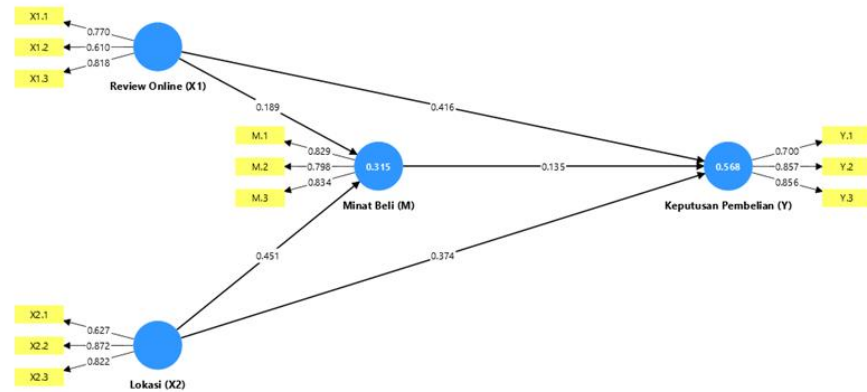 X1.1
0.770
X1.2
0.610
X1.3
0.818
Review Online (X1)
0.189
0.416
M.1
0.829
M.2
0.798
M.3
0.834
0.315
Minat Beli (M)
0.135
0.568
Keputusan Pembelian (Y)
0.700
Y.1
0.857
Y.2
0.856
Y.3
0.451
0.374
X2.1
0.627
X2.2
0.872
X2.3
0.822
Lokasi (X2)